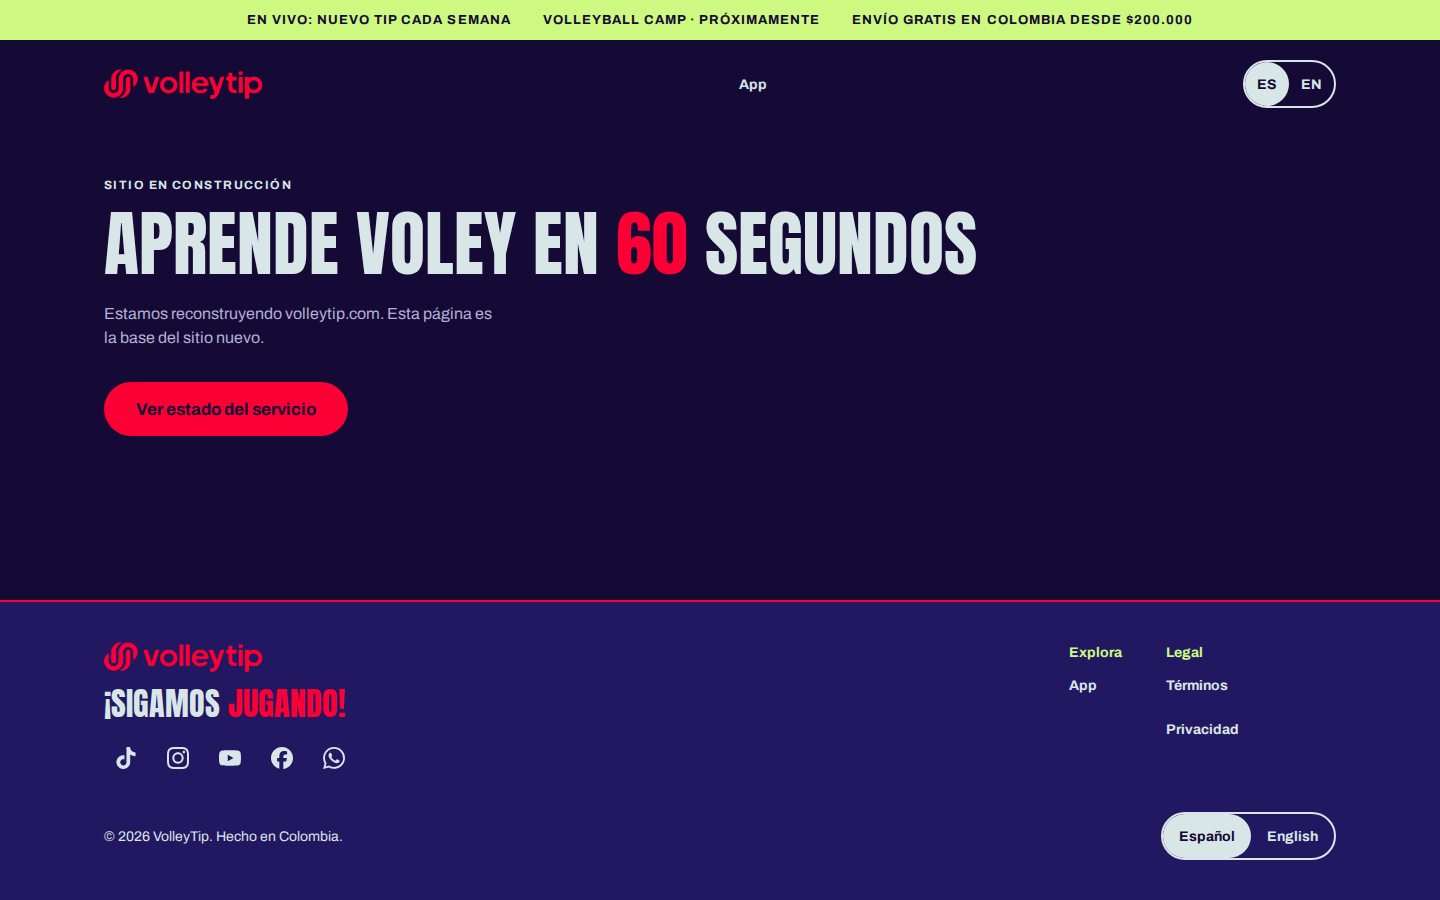 EN VIVO: NUEVO TIP CADA SEMANA VOLLEYBALL CAMP · PRÓXIMAMENTE ENVÍO GRATIS EN COLOMBIA DESDE $200.000
volleytip App ES EN
SITIO EN CONSTRUCCIÓN
APRENDE VOLEY EN 60 SEGUNDOS
Estamos reconstruyendo volleytip.com. Esta página es
la base del sitio nuevo.
Ver estado del servicio
volleytip
¡SIGAMOS JUGANDO!
Explora
App
Legal
Términos
Privacidad
© 2026 VolleyTip. Hecho en Colombia.
Español English